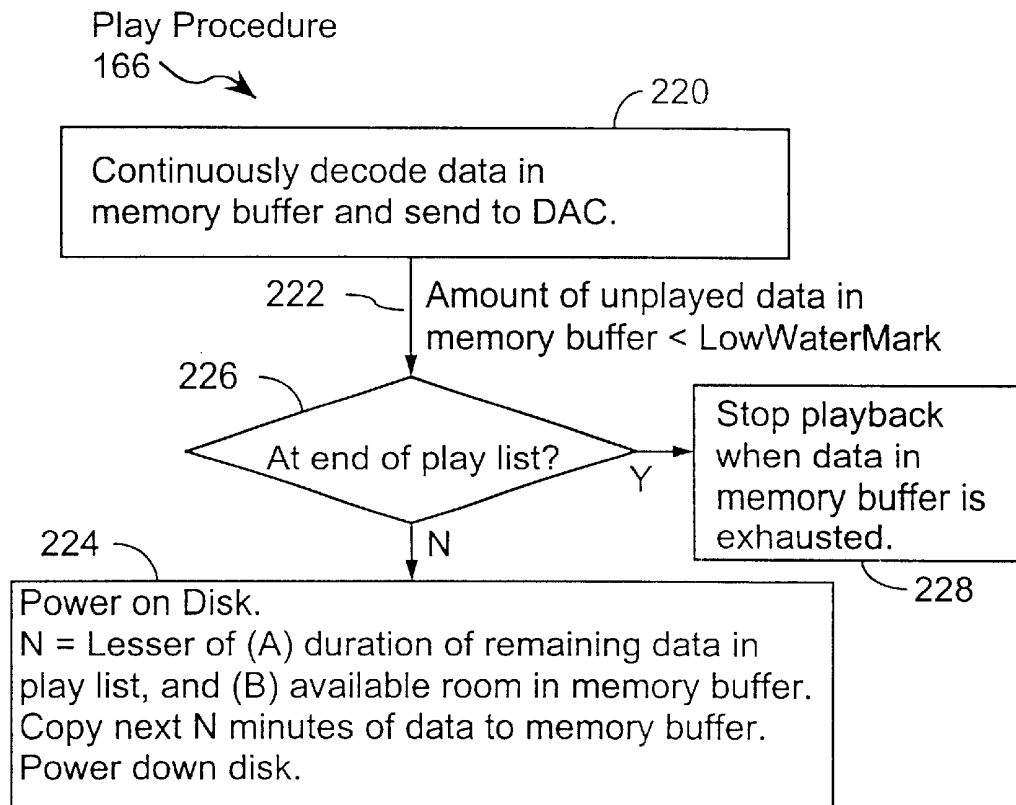 Play Procedure
166
220
Continuously decode data in
memory buffer and send to DAC.
222
Amount of unplayed data in
memory buffer < LowWaterMark
226
At end of play list?
Y
N
Stop playback
when data in
memory buffer is
exhausted.
228
224
Power on Disk.
N = Lesser of (A) duration of remaining data in
play list, and (B) available room in memory buffer.
Copy next N minutes of data to memory buffer.
Power down disk.